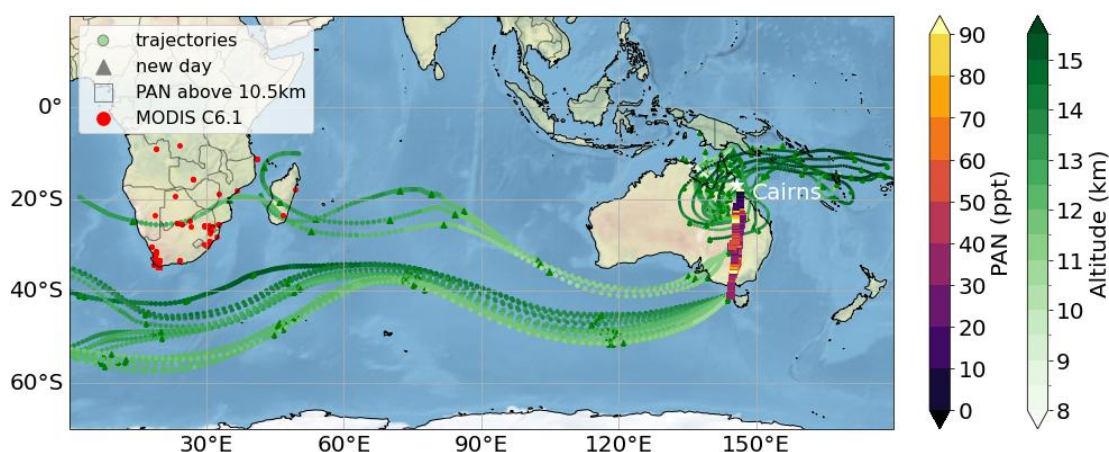 trajectories
new day
PAN above 10.5km
MODIS C6.1
0°
20°S
40°S
60°S
30°E
60°E
90°E
120°E
150°E
Cairns
90
80
70
60
50
40
30
20
10
0
PAN (ppt)
15
14
13
12
11
10
9
8
Altitude (km)